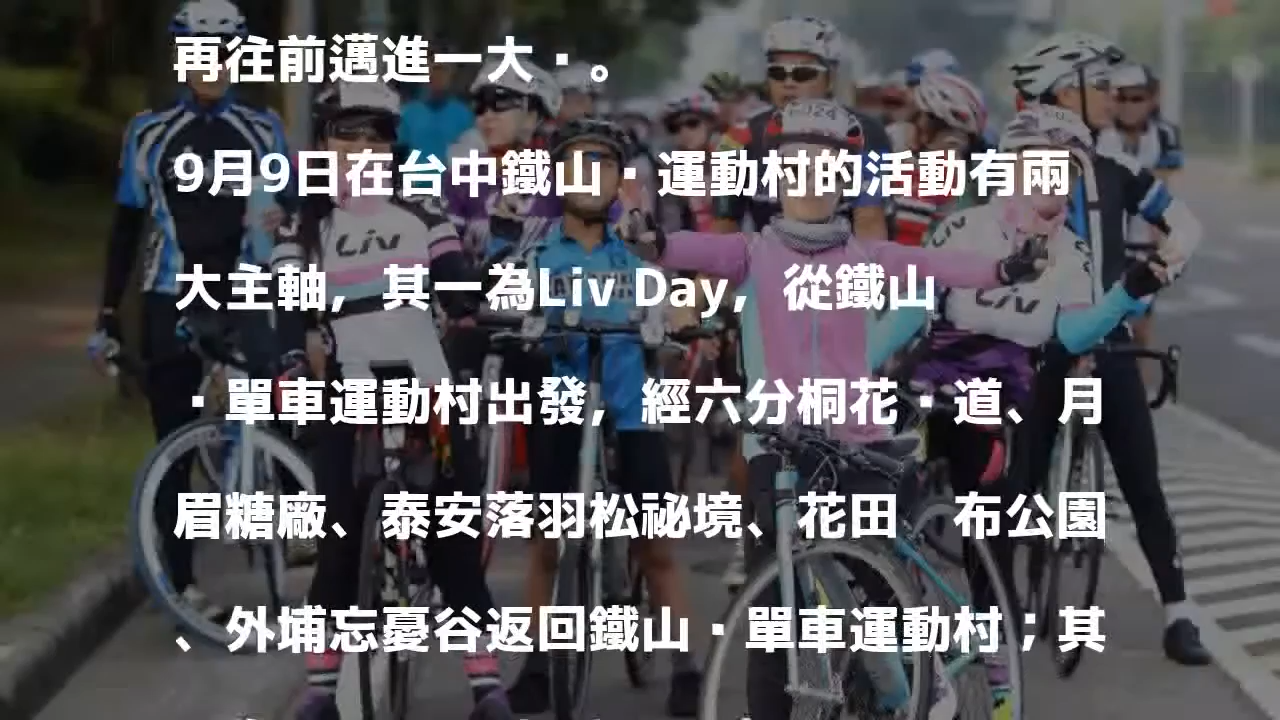 再往前邁進一大▪。
9月9日在台中鐵山▪運動村的活動有兩
大主軸，其一為Liv Day，從鐵山
▪單車運動村出發，經六分桐花▪道、月
眉糖廠、泰安落羽松祕境、花田　布公園
、外埔忘憂谷返回鐵山▪單車運動村；其
Liv
Liv
Liv